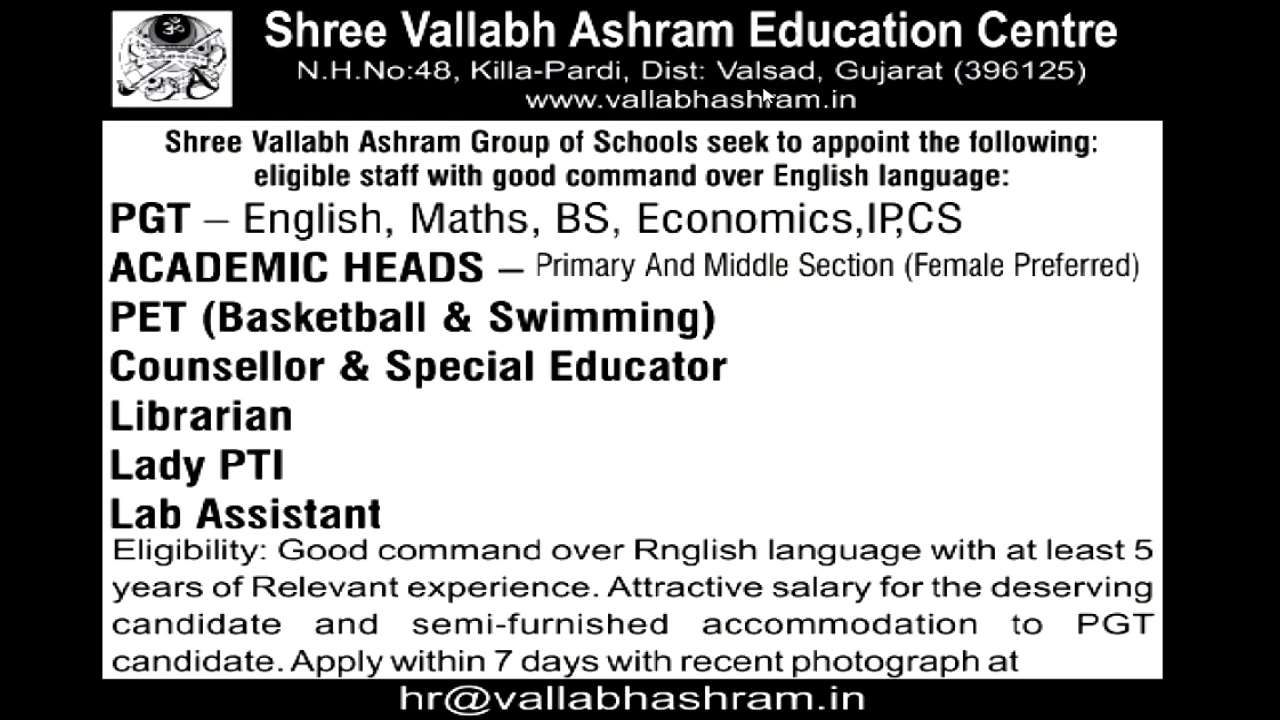 ॐ
Shree Vallabh Ashram Education Centre
N.H.No:48, Killa-Pardi, Dist: Valsad, Gujarat (396125)
www.vallabhashram.in
Shree Vallabh Ashram Group of Schools seek to appoint the following:
eligible staff with good command over English language:
PGT – English, Maths, BS, Economics,IP,CS
ACADEMIC HEADS – Primary And Middle Section (Female Preferred)
PET (Basketball & Swimming)
Counsellor & Special Educator
Librarian
Lady PTI
Lab Assistant
Eligibility: Good command over Rnglish language with at least 5
years of Relevant experience. Attractive salary for the deserving
candidate and semi-furnished accommodation to PGT
candidate. Apply within 7 days with recent photograph at
hr@vallabhashram.in